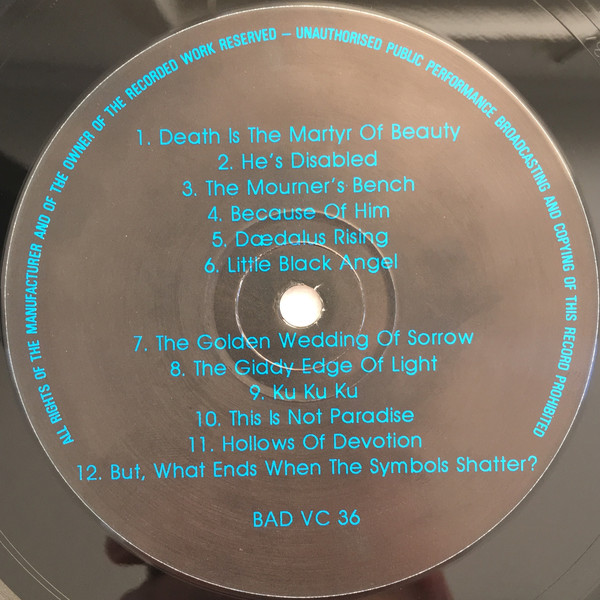 ALL RIGHTS OF THE MANUFACTURER AND OF THE OWNER OF THE RECORDED WORK RESERVED – UNAUTHORISED PUBLIC PERFORMANCE BROADCASTING AND COPYING OF THIS RECORD PROHIBITED
1. Death Is The Martyr Of Beauty
2. He's Disabled
3. The Mourner's Bench
4. Because Of Him
5. Dædalus Rising
6. Little Black Angel
7. The Golden Wedding Of Sorrow
8. The Giady Edge Of Light
9. Ku Ku Ku
10. This Is Not Paradise
11. Hollows Of Devotion
12. But, What Ends When The Symbols Shatter?
BAD VC 36